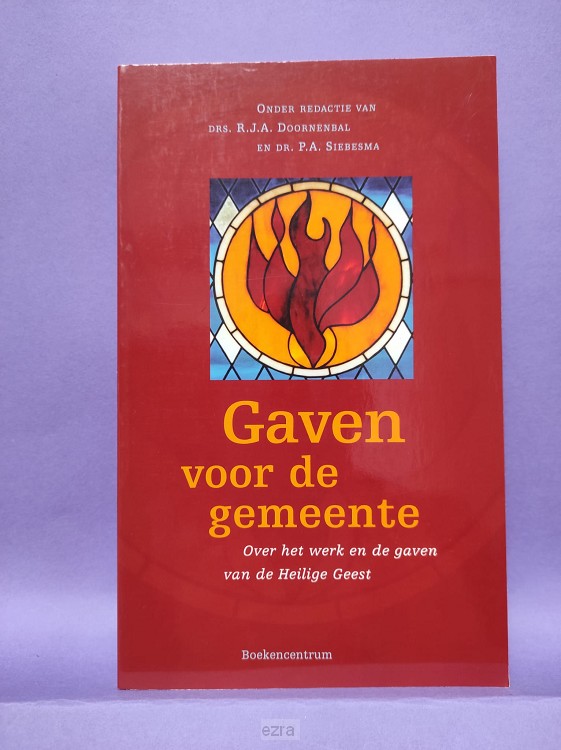 Onder redactie van
drs. R.J.A. Doornenbal
en dr. P.A. Siebesma
Gaven
voor de
gemeente
Over het werk en de gaven
van de Heilige Geest
Boekencentrum
ezra